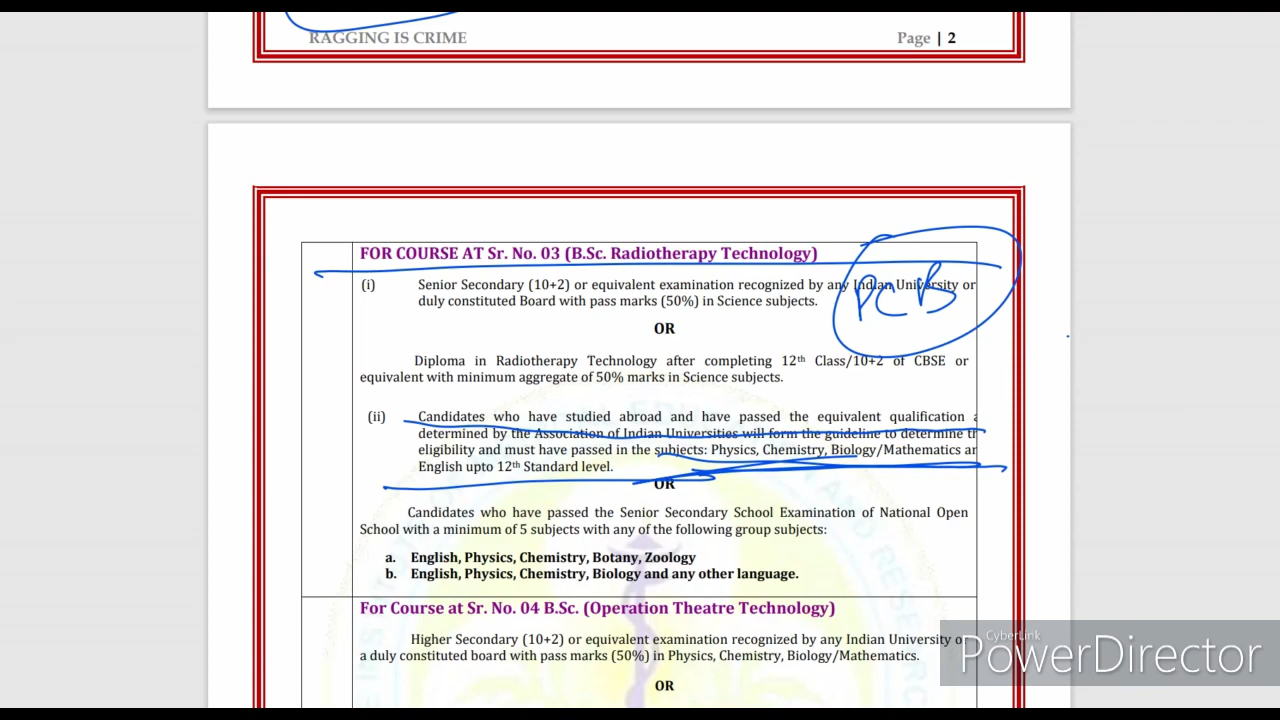 RAGGING IS CRIME Page | 2
FOR COURSE AT Sr. No. 03 (B.Sc. Radiotherapy Technology)
PCB
(i) Senior Secondary (10+2) or equivalent examination recognized by any Indian University or
duly constituted Board with pass marks (50%) in Science subjects.
OR
Diploma in Radiotherapy Technology after completing 12th Class/10+2 of CBSE or
equivalent with minimum aggregate of 50% marks in Science subjects.
(ii) Candidates who have studied abroad and have passed the equivalent qualification a
determined by the Association of Indian Universities will form the guideline to determine th
eligibility and must have passed in the subjects: Physics, Chemistry, Biology/Mathematics an
English upto 12th Standard level.
OR
Candidates who have passed the Senior Secondary School Examination of National Open
School with a minimum of 5 subjects with any of the following group subjects:
a. English, Physics, Chemistry, Botany, Zoology
b. English, Physics, Chemistry, Biology and any other language.
For Course at Sr. No. 04 B.Sc. (Operation Theatre Technology)
Higher Secondary (10+2) or equivalent examination recognized by any Indian University or
a duly constituted board with pass marks (50%) in Physics, Chemistry, Biology/Mathematics.
OR
CyberLink
PowerDirector